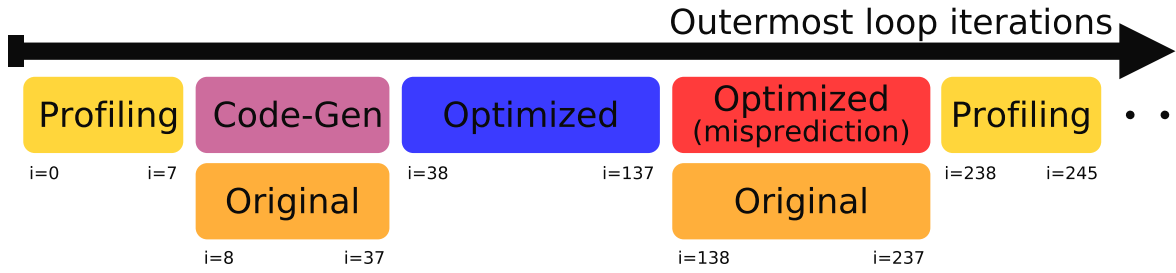 Outermost loop iterations
Profiling
Code-Gen
Optimized
Optimized
(misprediction)
Profiling
i=0
i=7
i=38
i=137
i=238
i=245
Original
Original
i=8
i=37
i=138
i=237